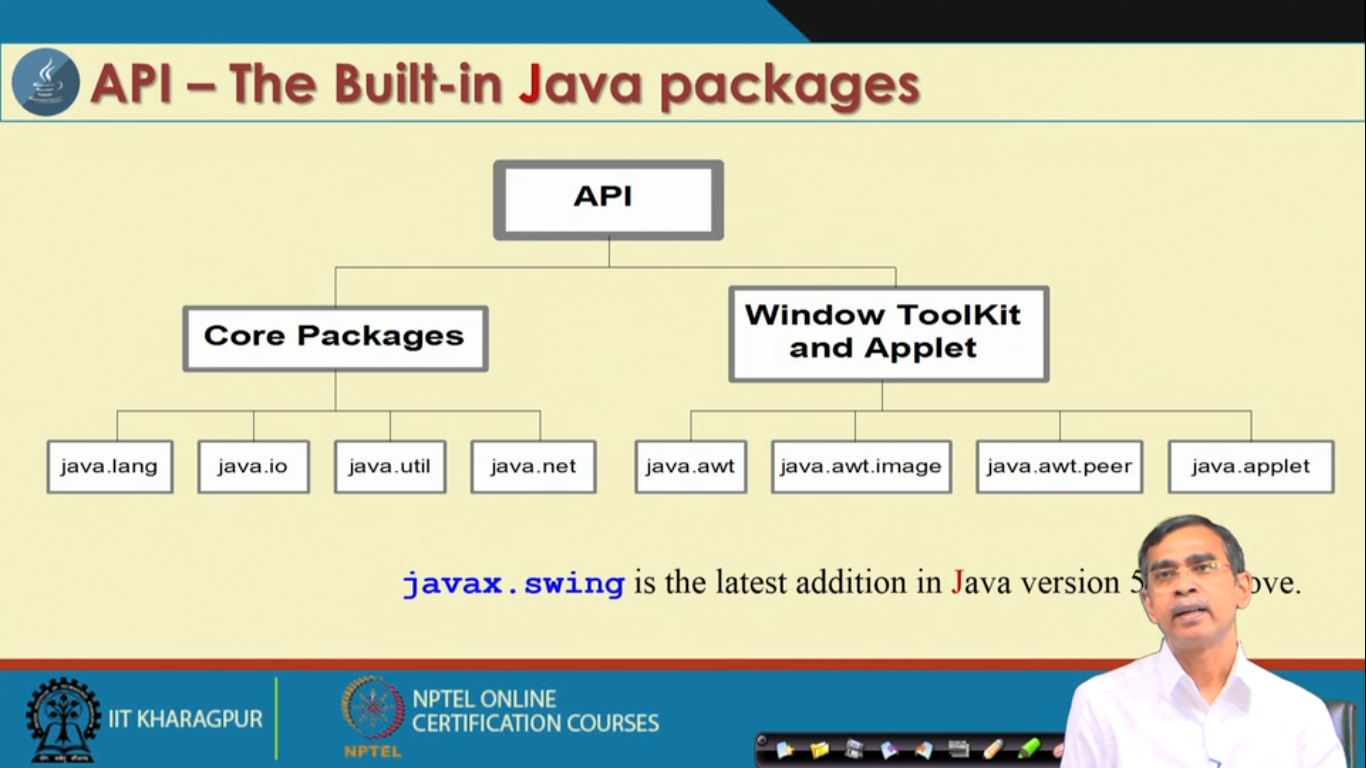 API – The Built-in Java packages
API
Core Packages
Window ToolKit
and Applet
java.lang
java.io
java.util
java.net
java.awt
java.awt.image
java.awt.peer
java.applet
javax.swing is the latest addition in Java version 5
IIT KHARAGPUR
NPTEL
NPTEL ONLINE
CERTIFICATION COURSES